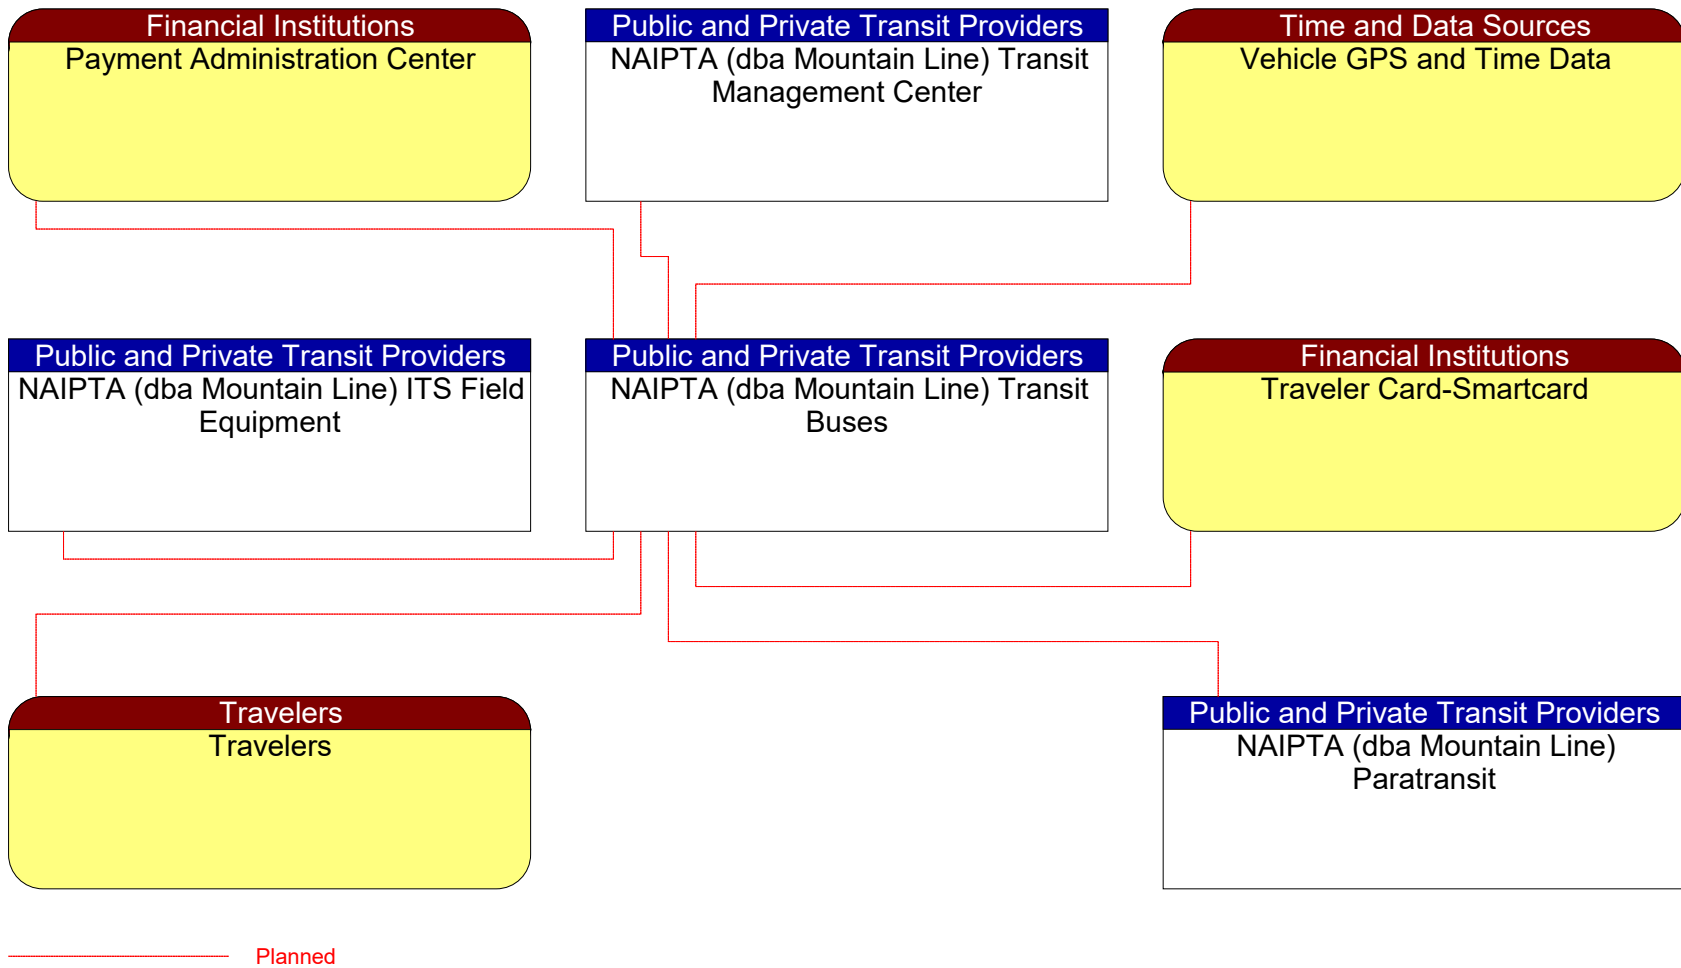 Financial Institutions
Payment Administration Center
Public and Private Transit Providers
NAIPTA (dba Mountain Line) Transit
Management Center
Time and Data Sources
Vehicle GPS and Time Data
Public and Private Transit Providers
NAIPTA (dba Mountain Line) ITS Field
Equipment
Public and Private Transit Providers
NAIPTA (dba Mountain Line) Transit
Buses
Financial Institutions
Traveler Card-Smartcard
Travelers
Travelers
Public and Private Transit Providers
NAIPTA (dba Mountain Line)
Paratransit
Planned